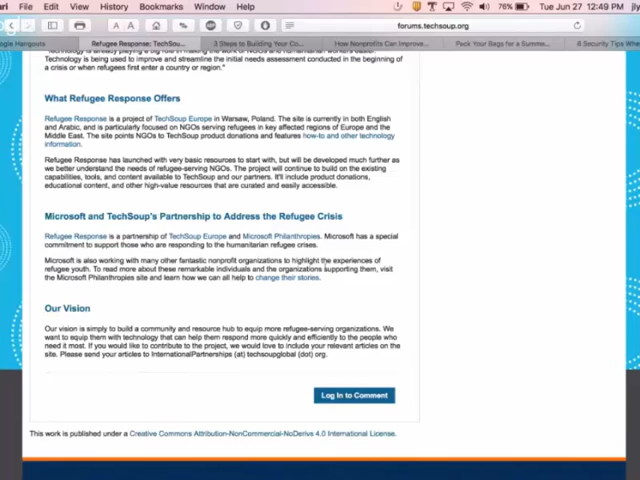 File Edit View History Bookmarks Window Help 76% Tue Jun 27 12:49 PM
A A forums.techsoup.org
Refugee Response: TechSou... 3 Steps to Building Your Co... How Nonprofits Can Improve... Pack Your Bags for a Summe... 6 Security Tips Whe
Technology is being used to improve and streamline the initial needs assessment conducted in the beginning of
a crisis or when refugees first enter a country or region."
What Refugee Response Offers
Refugee Response is a project of TechSoup Europe in Warsaw, Poland. The site is currently in both English
and Arabic, and is particularly focused on NGOs serving refugees in key affected regions of Europe and the
Middle East. The site points NGOs to TechSoup product donations and features how-to and other technology
information.
Refugee Response has launched with very basic resources to start with, but will be developed much further as
we better understand the needs of refugee-serving NGOs. The project will continue to build on the existing
capabilities, tools, and content available to TechSoup and our partners. It'll include product donations,
educational content, and other high-value resources that are curated and easily accessible.
Microsoft and TechSoup's Partnership to Address the Refugee Crisis
Refugee Response is a partnership of TechSoup Europe and Microsoft Philanthropies. Microsoft has a special
commitment to support those who are responding to the humanitarian refugee crises.
Microsoft is also working with many other fantastic nonprofit organizations to highlight the experiences of
refugee youth. To read more about these remarkable individuals and the organizations supporting them, visit
the Microsoft Philanthropies site and learn how we can all help to change their stories.
Our Vision
Our vision is simply to build a community and resource hub to equip more refugee-serving organizations. We
want to equip them with technology that can help them respond more quickly and efficiently to the people who
need it most. If you would like to contribute to the project, we would love to include your relevant articles on the
site. Please send your articles to InternationalPartnerships (at) techsoupglobal (dot) org.
Log In to Comment
This work is published under a Creative Commons Attribution-NonCommercial-NoDerivs 4.0 International License.